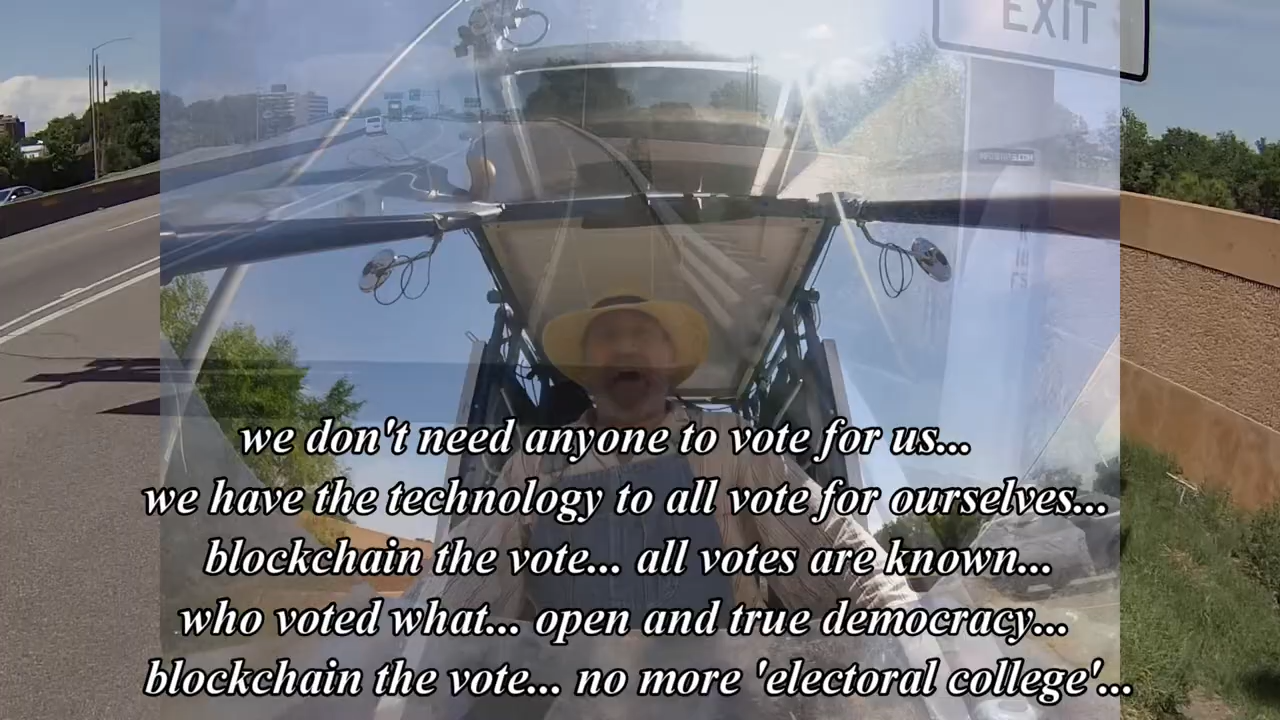 EXIT
we don't need anyone to vote for us...
we have the technology to all vote for ourselves...
blockchain the vote... all votes are known...
who voted what... open and true democracy...
blockchain the vote... no more 'electoral college'...